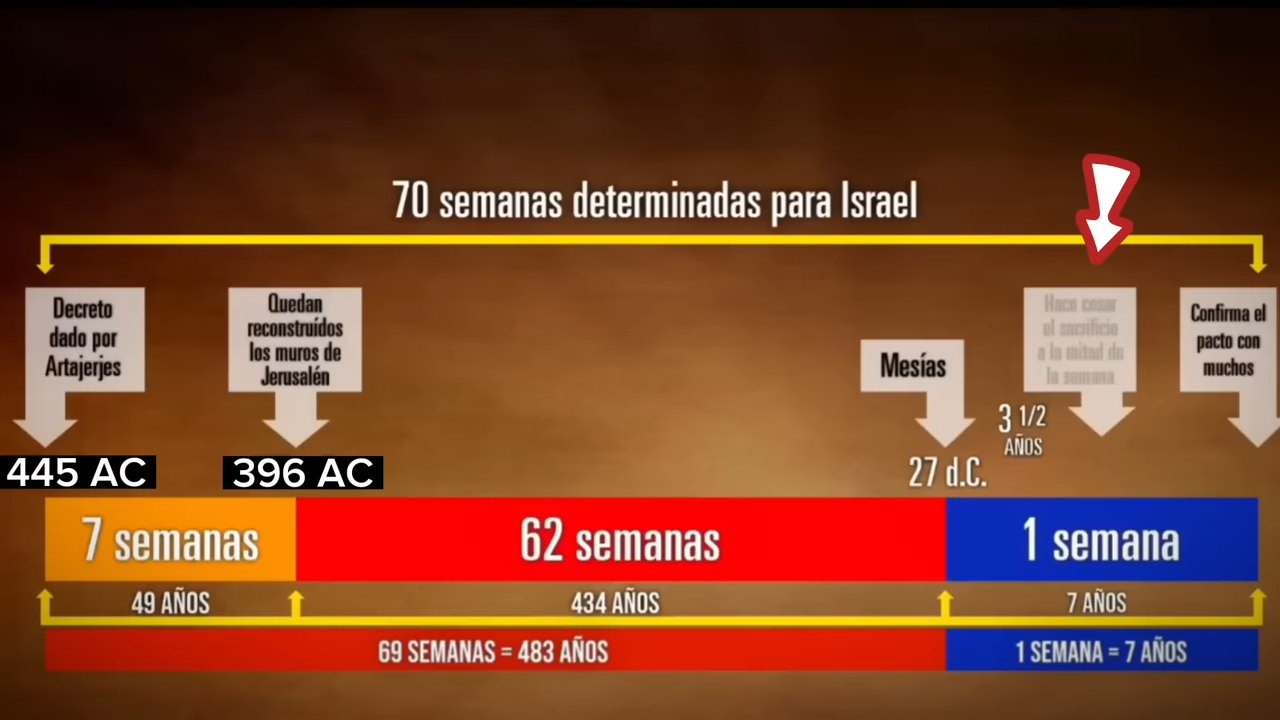 70 semanas determinadas para Israel
Decreto
dado por
Artajerjes
Quedan
reconstruídos
los muros de
Jerusalén
Mesías
Hace cesar
el sacrificio
a la mitad de
la semana
Confirma el
pacto con
muchos
3 1/2
AÑOS
445 AC
396 AC
27 d.C.
7 semanas
62 semanas
1 semana
49 AÑOS
434 AÑOS
7 AÑOS
69 SEMANAS = 483 AÑOS
1 SEMANA = 7 AÑOS